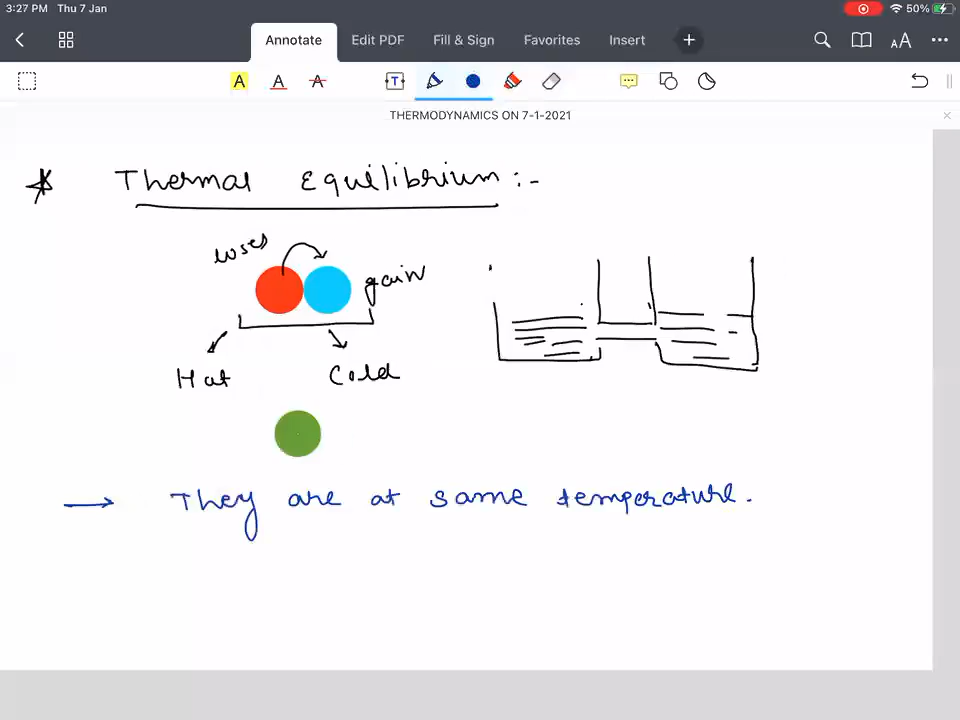 3:27 PM Thu 7 Jan
50%
Annotate Edit PDF Fill & Sign Favorites Insert
AA
A A A T
THERMODYNAMICS ON 7-1-2021
Thermal Equilibrium :-
loses
gain
Hot Cold
They are at same temperature.